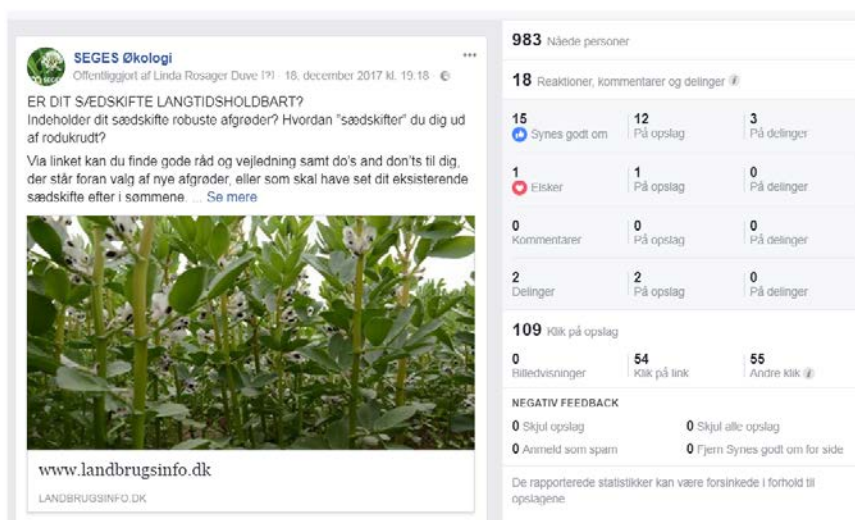 SEGES Økologi
Offentliggjort af Linda Rosager Duve [?] · 18. december 2017 kl. 19.18 ·
ER DIT SÆDSKIFTE LANGTIDSHOLDBART?
Indeholder dit sædskifte robuste afgrøder? Hvordan "sædskifter" du dig ud
af rodukrudt?
Via linket kan du finde gode råd og vejledning samt do's and don'ts til dig,
der står foran valg af nye afgrøder, eller som skal have set dit eksisterende
sædskifte efter i sømmene. ... Se mere
www.landbrugsinfo.dk
LANDBRUGSINFO.DK
983 Nåede personer
18 Reaktioner, kommentarer og delinger
15 12 3
Synes godt om På opslag På delinger
1 1 0
Elsker På opslag På delinger
0 0 0
Kommentarer På opslag På delinger
2 2 0
Delinger På opslag På delinger
109 Klik på opslag
0 54 55
Billedvisninger Klik på link Andre klik
NEGATIV FEEDBACK
0 Skjul opslag 0 Skjul alle opslag
0 Anmeld som spam 0 Fjern Synes godt om for side
De rapporterede statistikker kan være forsinkede i forhold til
opslagene